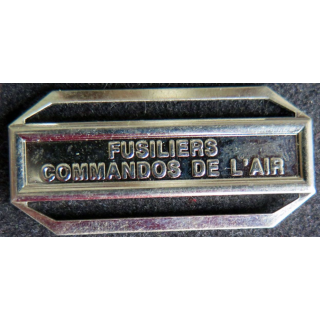 FUSILIERS
COMMANDOS DE L'AIR